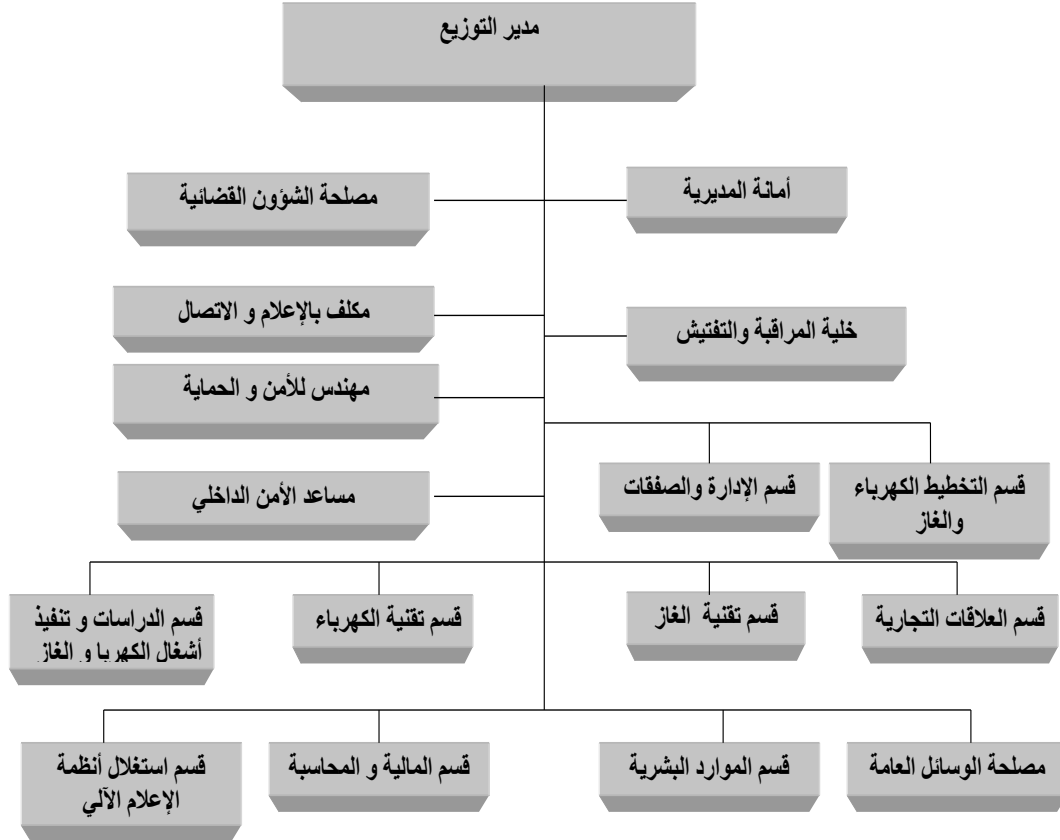 مدير التوزيع
أمانة المديرية
مصلحة الشؤون القضائية
مكلف بالإعلام و الاتصال
خلية المراقبة والتفتيش
مهندس للأمن و الحماية
مساعد الأمن الداخلي
قسم التخطيط الكهرباء
والغاز
قسم الإدارة والصفقات
قسم العلاقات التجارية
قسم تقنية الغاز
قسم تقنية الكهرباء
قسم الدراسات و تنفيذ
أشغال الكهربا و الغاز
مصلحة الوسائل العامة
قسم الموارد البشرية
قسم المالية و المحاسبة
قسم استغلال أنظمة
الإعلام الآلي